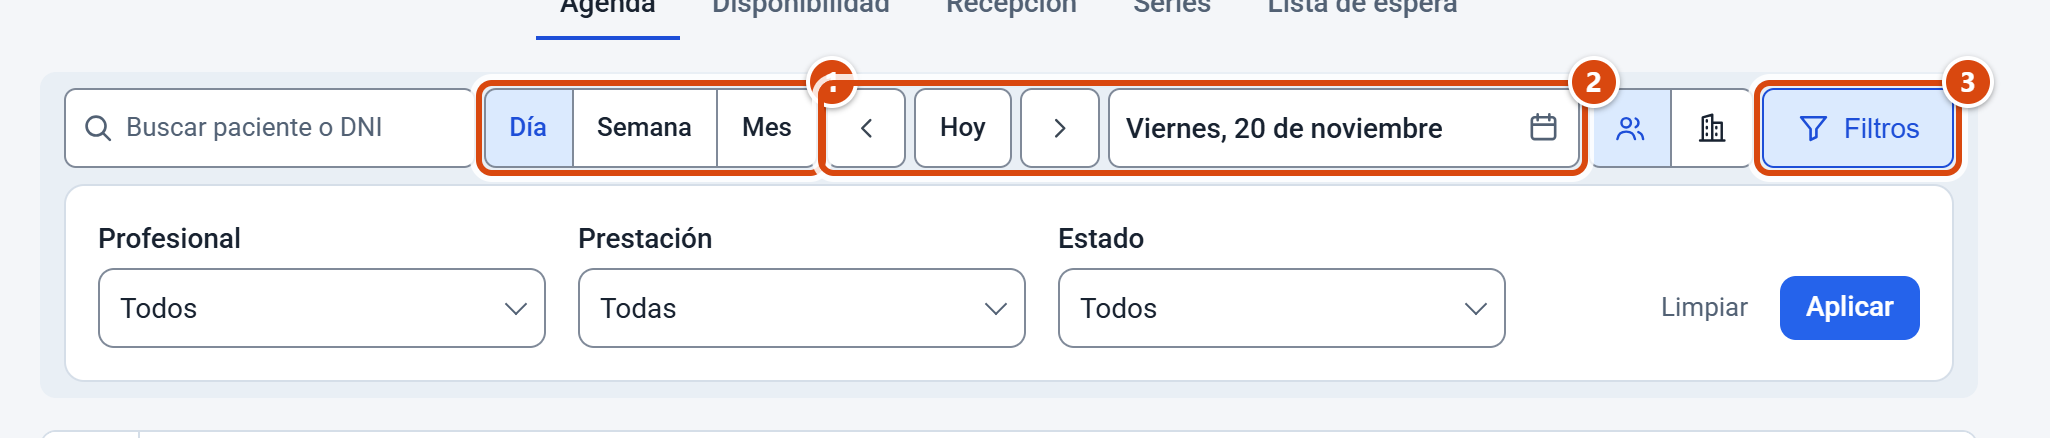 Agenda Disponibilidad Recepción Series Lista de espera
Buscar paciente o DNI Día Semana Mes 1 Hoy Viernes, 20 de noviembre 2 Filtros 3
Profesional Prestación Estado
Todos Todas Todos Limpiar Aplicar